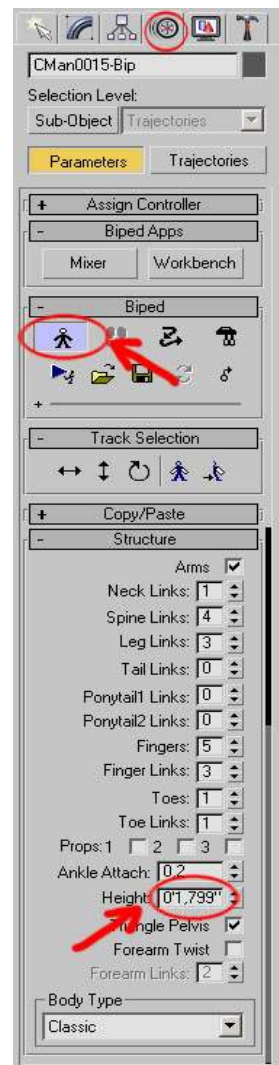 CMan0015-Bip
Selection Level:
Sub-Object Trajectories
Parameters Trajectories
+ Assign Controller
- Biped Apps
Mixer Workbench
- Biped
+
- Track Selection
+ Copy/Paste
- Structure
Arms
Neck Links: 1
Spine Links: 4
Leg Links: 3
Tail Links: 0
Ponytail1 Links: 0
Ponytail2 Links: 0
Fingers: 5
Finger Links: 3
Toes: 1
Toe Links: 1
Props: 1 2 3
Ankle Attach: 0,2
Height: 0'1,799"
Triangle Pelvis
Forearm Twist
Forearm Links: 2
Body Type
Classic